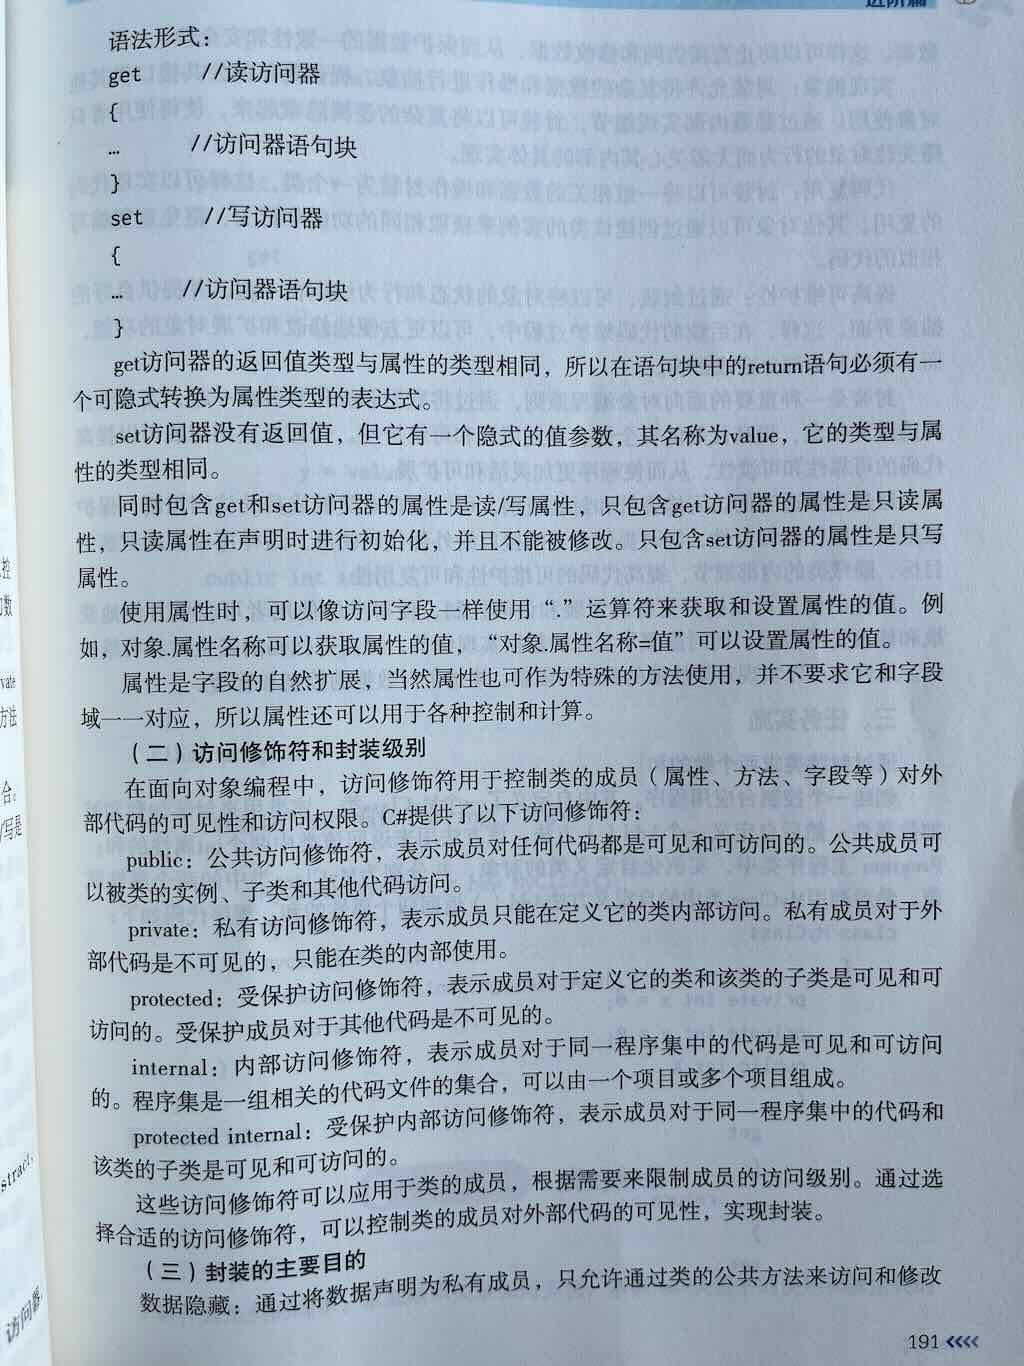 进阶篇
语法形式：
get //读访问器
{
… //访问器语句块
}
set //写访问器
{
… //访问器语句块
}
get访问器的返回值类型与属性的类型相同，所以在语句块中的return语句必须有一
个可隐式转换为属性类型的表达式。
set访问器没有返回值，但它有一个隐式的值参数，其名称为value，它的类型与属
性的类型相同。
同时包含get和set访问器的属性是读/写属性，只包含get访问器的属性是只读属
性，只读属性在声明时进行初始化，并且不能被修改。只包含set访问器的属性是只写
属性。
使用属性时，可以像访问字段一样使用“.”运算符来获取和设置属性的值。例
如，对象.属性名称可以获取属性的值，“对象.属性名称=值”可以设置属性的值。
属性是字段的自然扩展，当然属性也可作为特殊的方法使用，并不要求它和字段
域一一对应，所以属性还可以用于各种控制和计算。
（二）访问修饰符和封装级别
在面向对象编程中，访问修饰符用于控制类的成员（属性、方法、字段等）对外
部代码的可见性和访问权限。C#提供了以下访问修饰符：
public：公共访问修饰符，表示成员对任何代码都是可见和可访问的。公共成员可
以被类的实例、子类和其他代码访问。
private：私有访问修饰符，表示成员只能在定义它的类内部访问。私有成员对于外
部代码是不可见的，只能在类的内部使用。
protected：受保护访问修饰符，表示成员对于定义它的类和该类的子类是可见和可
访问的。受保护成员对于其他代码是不可见的。
internal：内部访问修饰符，表示成员对于同一程序集中的代码是可见和可访问
的。程序集是一组相关的代码文件的集合，可以由一个项目或多个项目组成。
protected internal：受保护内部访问修饰符，表示成员对于同一程序集中的代码和
该类的子类是可见和可访问的。
这些访问修饰符可以应用于类的成员，根据需要来限制成员的访问级别。通过选
择合适的访问修饰符，可以控制类的成员对外部代码的可见性，实现封装。
（三）封装的主要目的
数据隐藏：通过将数据声明为私有成员，只允许通过类的公共方法来访问和修改
191